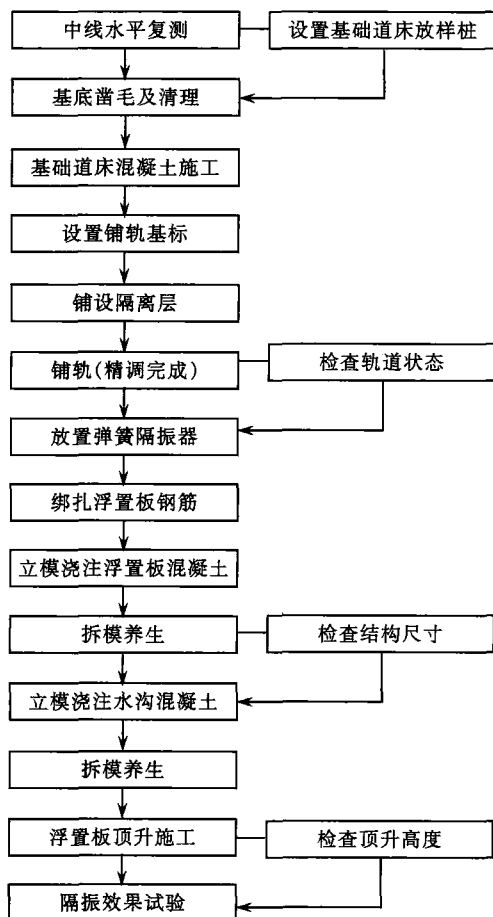 中线水平复测
设置基础道床放样桩
基底凿毛及清理
基础道床混凝土施工
设置铺轨基标
铺设隔离层
铺轨(精调完成)
检查轨道状态
放置弹簧隔振器
绑扎浮置板钢筋
立模浇注浮置板混凝土
拆模养生
检查结构尺寸
立模浇注水沟混凝土
拆模养生
浮置板顶升施工
检查顶升高度
隔振效果试验